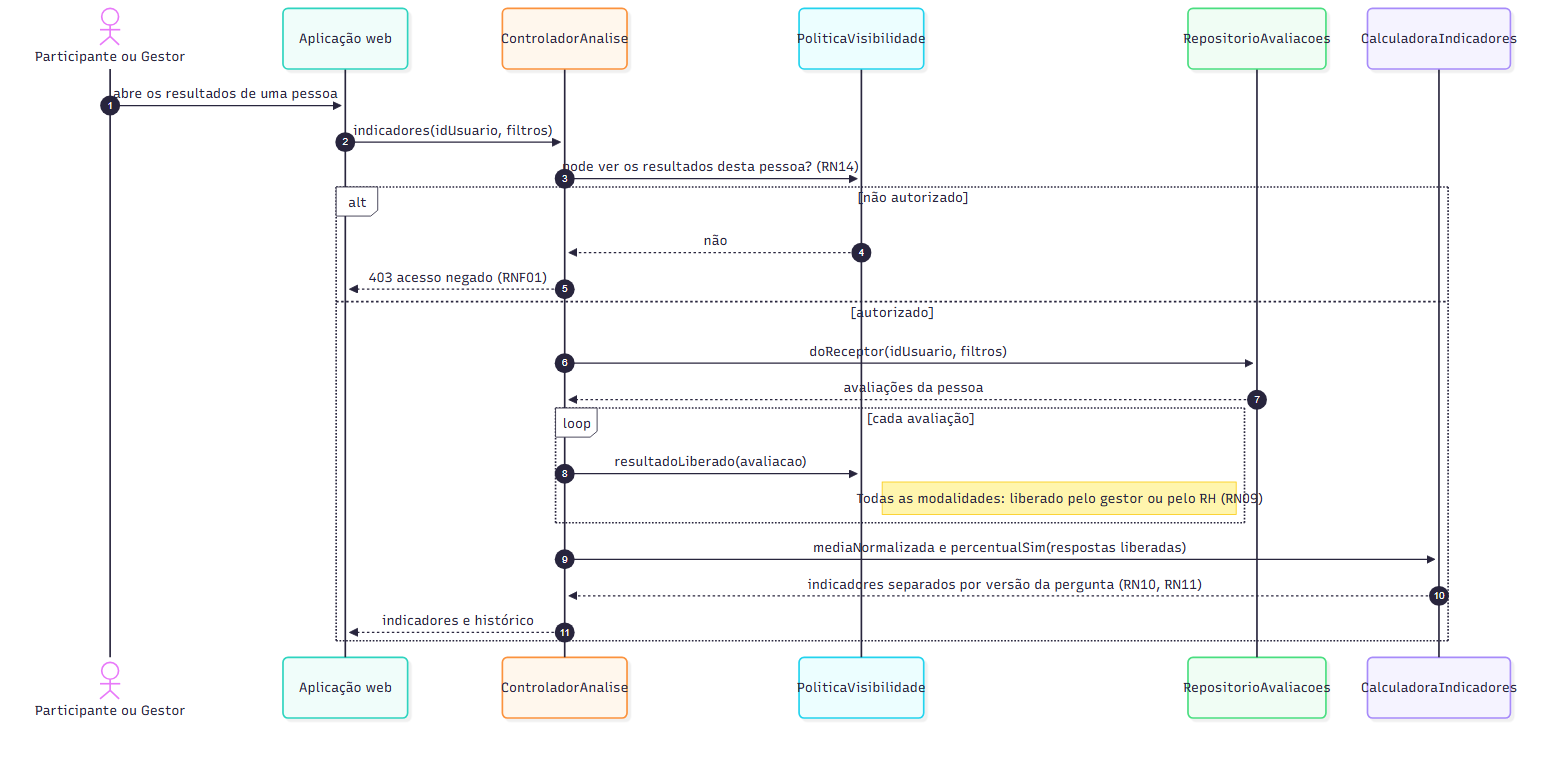 Participante ou Gestor
Aplicação web
ControladorAnalise
PoliticaVisibilidade
RepositorioAvaliacoes
CalculadoraIndicadores
1
abre os resultados de uma pessoa
2
indicadores(idUsuario, filtros)
3
pode ver os resultados desta pessoa? (RN14)
alt
[não autorizado]
4
não
5
403 acesso negado (RNF01)
[autorizado]
6
doReceptor(idUsuario, filtros)
7
avaliações da pessoa
loop
[cada avaliação]
8
resultadoLiberado(avaliacao)
Todas as modalidades: liberado pelo gestor ou pelo RH (RN09)
9
mediaNormalizada e percentualSim(respostas liberadas)
10
indicadores separados por versão da pergunta (RN10, RN11)
11
indicadores e histórico
Participante ou Gestor
Aplicação web
ControladorAnalise
PoliticaVisibilidade
RepositorioAvaliacoes
CalculadoraIndicadores